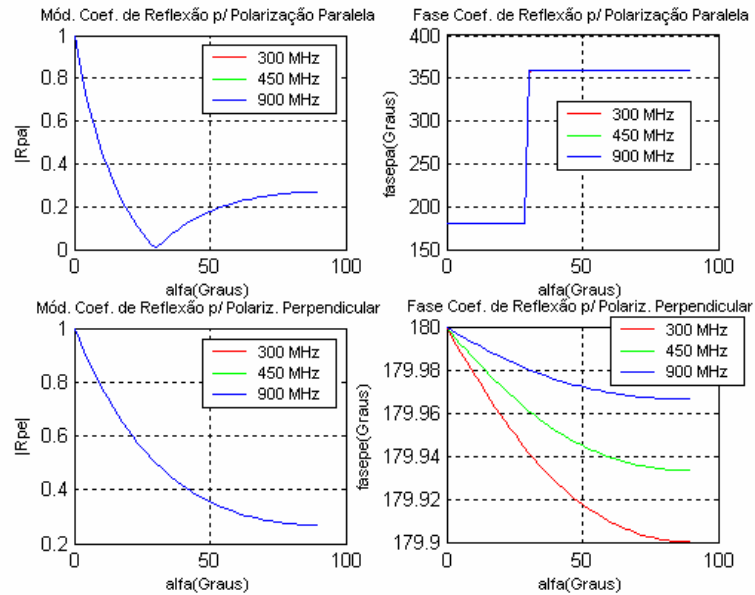 Mód. Coef. de Reflexão p/ Polarização Paralela
1
0.8
0.6
0.4
0.2
0
|Rpa|
300 MHz
450 MHz
900 MHz
0
50
100
alfa(Graus)
Fase Coef. de Reflexão p/ Polarização Paralela
400
350
300
250
200
150
fasepa(Graus)
300 MHz
450 MHz
900 MHz
0
50
100
alfa(Graus)
Mód. Coef. de Reflexão p/ Polariz. Perpendicular
1
0.8
0.6
0.4
0.2
|Rpe|
300 MHz
450 MHz
900 MHz
0
50
100
alfa(Graus)
Fase Coef. de Reflexão p/ Polariz. Perpendicular
180
179.98
179.96
179.94
179.92
179.9
fasepe(Graus)
300 MHz
450 MHz
900 MHz
0
50
100
alfa(Graus)